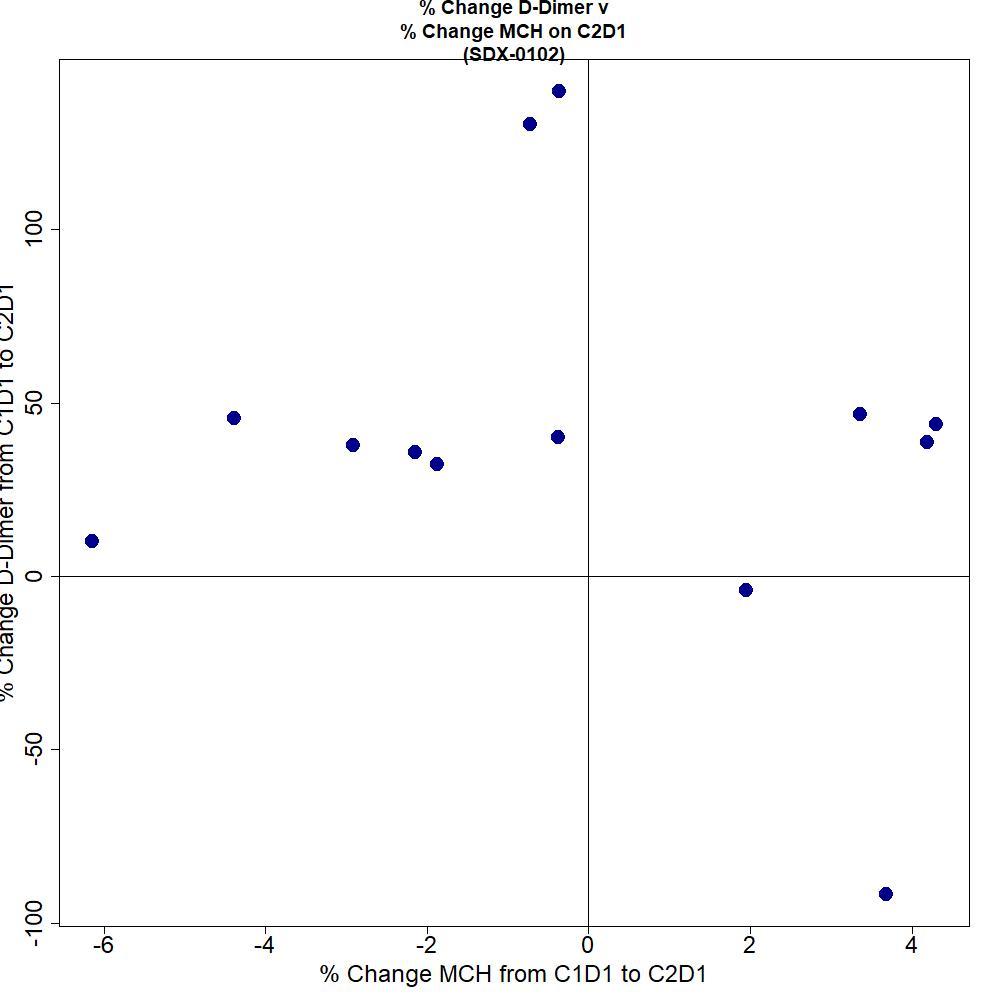 % Change D-Dimer v
% Change MCH on C2D1
(SDX-0102)
% Change D-Dimer from C1D1 to C2D1
100
50
0
-50
-100
-6
-4
-2
0
2
4
% Change MCH from C1D1 to C2D1